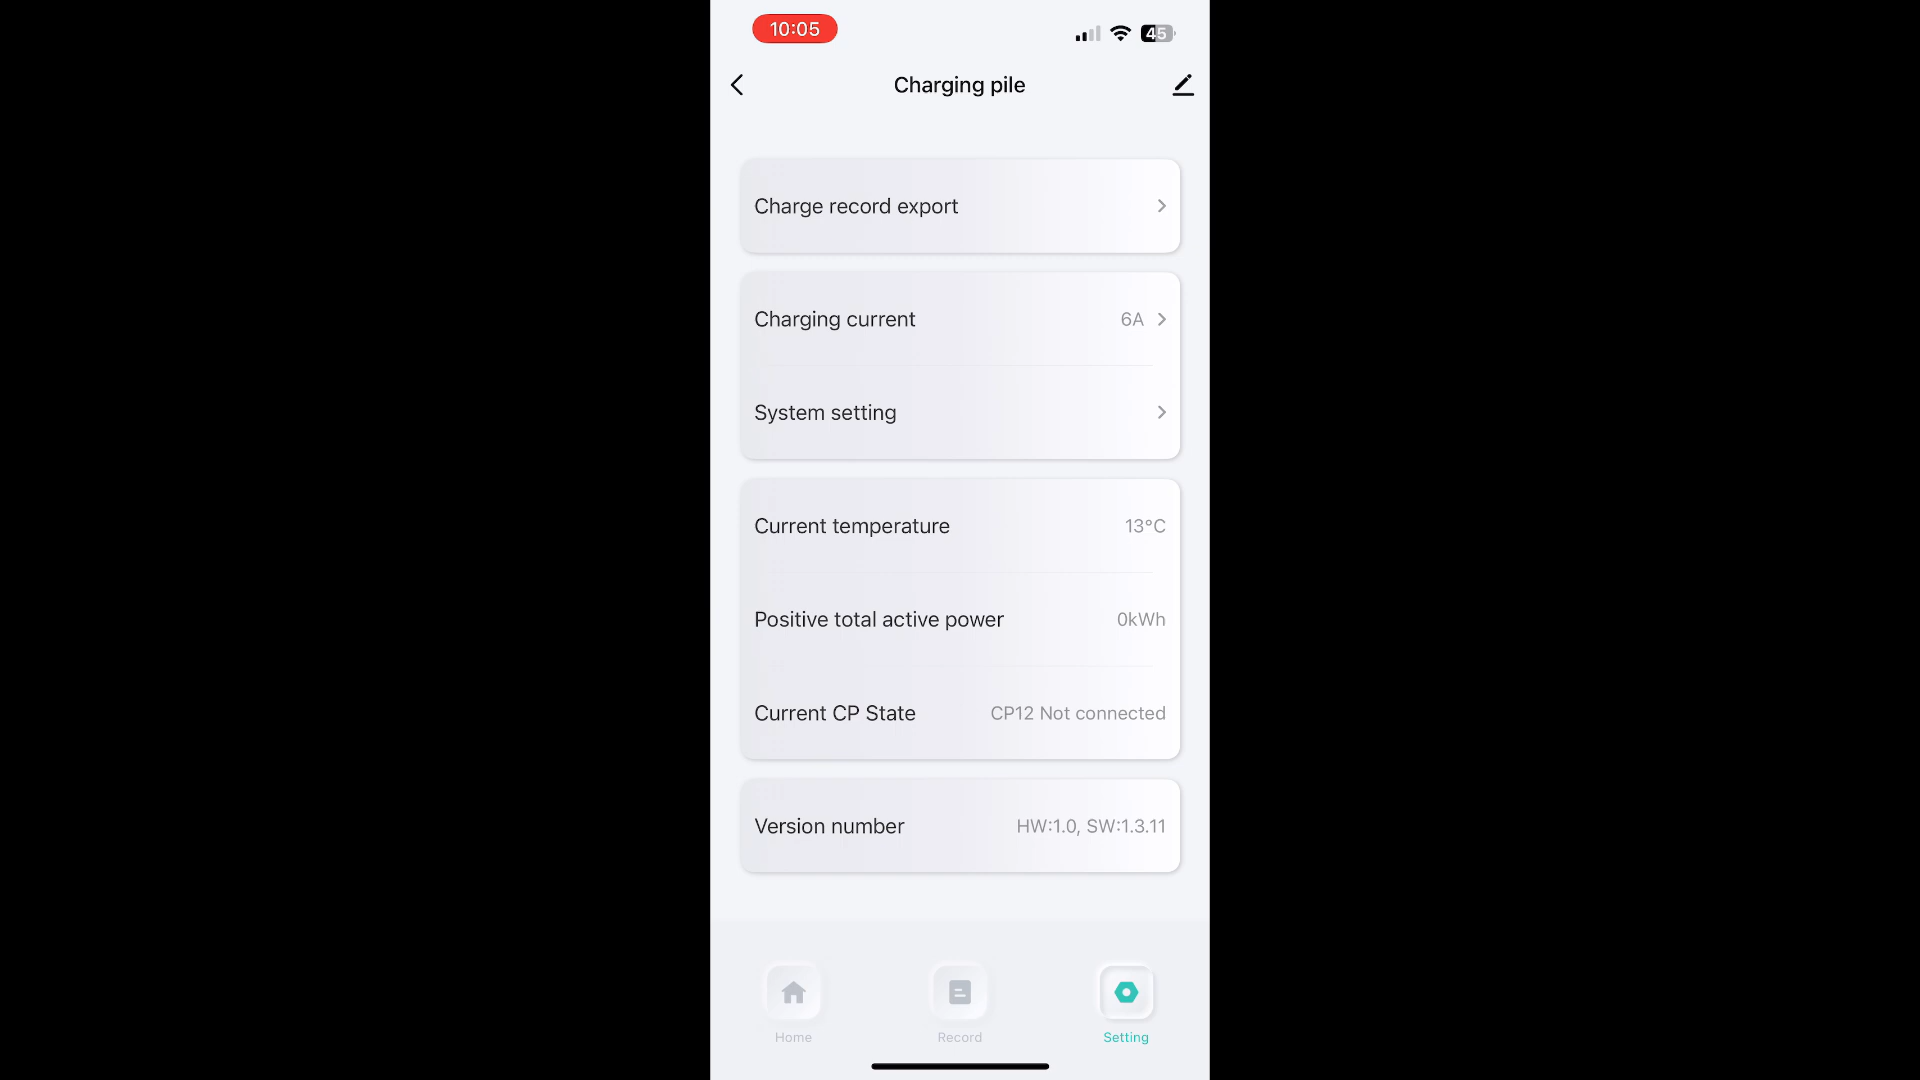 10:05
45
Charging pile
Charge record export
Charging current 6A
System setting
Current temperature 13°C
Positive total active power 0kWh
Current CP State CP12 Not connected
Version number HW:1.0, SW:1.3.11
Home Record Setting